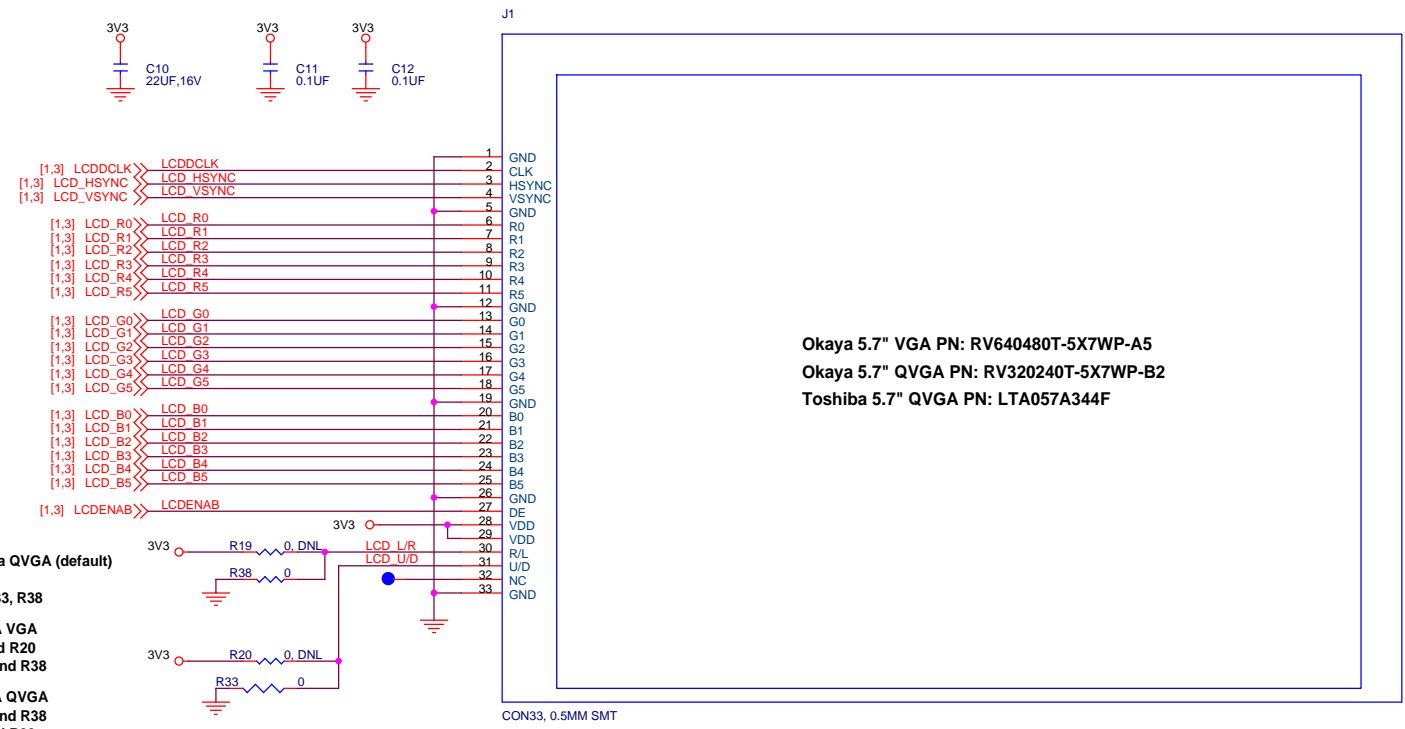 J1
3V3 3V3 3V3
C10 C11 C12
22UF,16V 0.1UF 0.1UF
1 GND
[1,3] LCDDCLK LCDDCLK 2 CLK
[1,3] LCD_HSYNC LCD_HSYNC 3 HSYNC
[1,3] LCD_VSYNC LCD_VSYNC 4 VSYNC
5 GND
[1,3] LCD_R0 LCD_R0 6 R0
[1,3] LCD_R1 LCD_R1 7 R1
[1,3] LCD_R2 LCD_R2 8 R2
[1,3] LCD_R3 LCD_R3 9 R3
[1,3] LCD_R4 LCD_R4 10 R4
[1,3] LCD_R5 LCD_R5 11 R5
12 GND
[1,3] LCD_G0 LCD_G0 13 G0
[1,3] LCD_G1 LCD_G1 14 G1
[1,3] LCD_G2 LCD_G2 15 G2
[1,3] LCD_G3 LCD_G3 16 G3
[1,3] LCD_G4 LCD_G4 17 G4
[1,3] LCD_G5 LCD_G5 18 G5
19 GND
[1,3] LCD_B0 LCD_B0 20 B0
[1,3] LCD_B1 LCD_B1 21 B1
[1,3] LCD_B2 LCD_B2 22 B2
[1,3] LCD_B3 LCD_B3 23 B3
[1,3] LCD_B4 LCD_B4 24 B4
[1,3] LCD_B5 LCD_B5 25 B5
26 GND
[1,3] LCDENAB LCDENAB 27 DE
3V3 28 VDD
29 VDD
3V3 R19 0, DNL LCD_L/R 30 R/L
LCD_U/D 31 U/D
R38 0 32 NC
33 GND
Okaya 5.7" VGA PN: RV640480T-5X7WP-A5
Okaya 5.7" QVGA PN: RV320240T-5X7WP-B2
Toshiba 5.7" QVGA PN: LTA057A344F
a QVGA (default)
3, R38
VGA
R20
nd R38
QVGA
nd R38
3V3 R20 0, DNL
R33 0
CON33, 0.5MM SMT